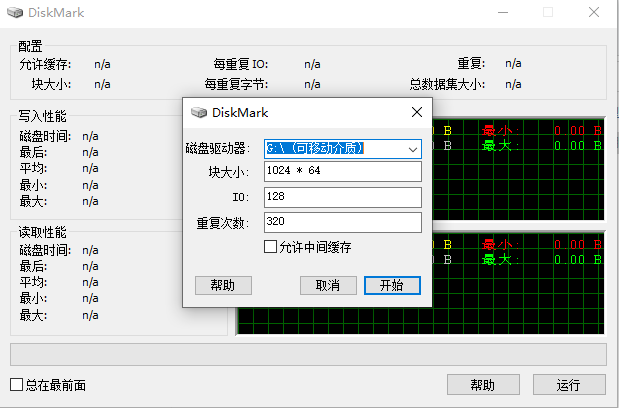 DiskMark
配置
允许缓存: n/a 每重复 IO: n/a 重复: n/a
块大小: n/a 每重复字节: n/a 总数据集大小: n/a
写入性能
磁盘时间: n/a
最后: n/a
平均: n/a
最小: n/a
最大: n/a
B 最小: 0.00 B
B 最大: 0.00 B
DiskMark
磁盘驱动器: G:\ (可移动介质)
块大小: 1024 * 64
IO: 128
重复次数: 320
允许中间缓存
帮助 取消 开始
读取性能
磁盘时间: n/a
最后: n/a
平均: n/a
最小: n/a
最大: n/a
B 最小: 0.00 B
B 最大: 0.00 B
总在最前面 帮助 运行